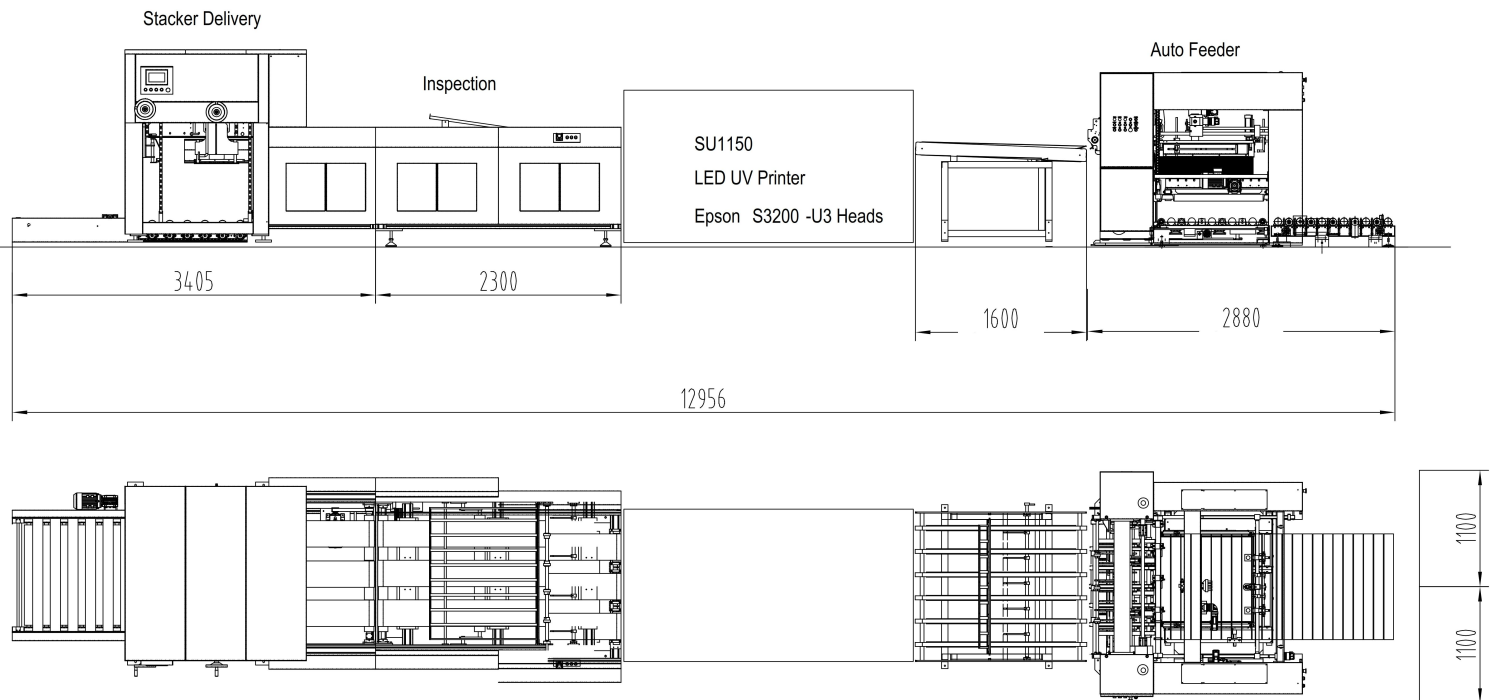 Stacker Delivery
Auto Feeder
Inspection
SU1150
LED UV Printer
Epson S3200 -U3 Heads
3405
2300
1600
2880
12956
1100
1100